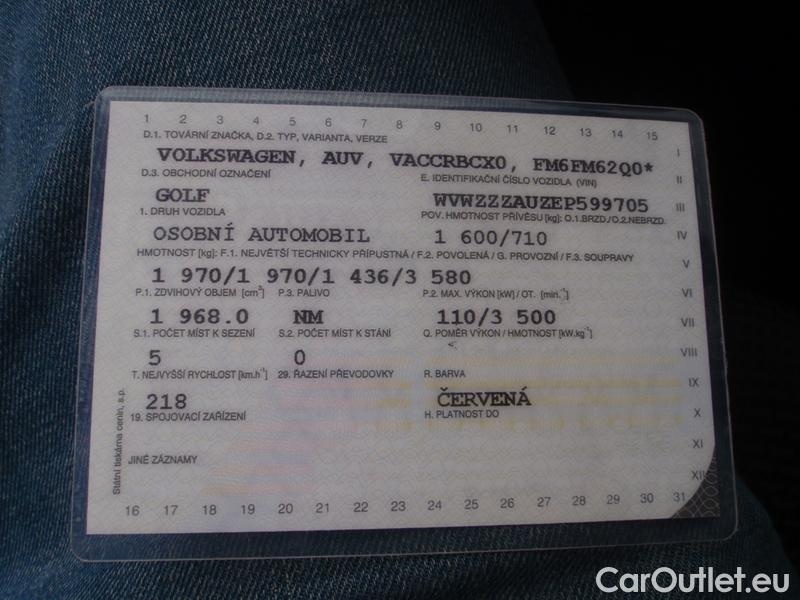 1 2 3 4 5 6 7 8 9 10 11 12 13 14 15
D.1. TOVÁRNÍ ZNAČKA, D.2. TYP, VARIANTA, VERZE
I
VOLKSWAGEN, AUV, VACCRBCX0, FM6FM62Q0*
D.3. OBCHODNÍ OZNAČENÍ E. IDENTIFIKAČNÍ ČÍSLO VOZIDLA (VIN)
II
GOLF WVWZZZAUZEP599705
III
1. DRUH VOZIDLA POV. HMOTNOST PŘÍVĚSU [kg]: O.1.BRZD./O.2.NEBRZD.
OSOBNÍ AUTOMOBIL 1 600/710
IV
HMOTNOST [kg]: F.1. NEJVĚTŠÍ TECHNICKY PŘÍPUSTNÁ / F.2. POVOLENÁ / G. PROVOZNÍ / F.3. SOUPRAVY
V
1 970/1 970/1 436/3 580
P.1. ZDVIHOVÝ OBJEM [cm³] P.3. PALIVO P.2. MAX. VÝKON [kW] / OT. [min.⁻¹]
VI
1 968.0 NM 110/3 500
VII
S.1. POČET MÍST K SEZENÍ S.2. POČET MÍST K STÁNÍ Q. POMĚR VÝKON / HMOTNOST [kW.kg⁻¹]
5 0
VIII
T. NEJVYŠŠÍ RYCHLOST [km.h⁻¹] 29. ŘAZENÍ PŘEVODOVKY R. BARVA
IX
218 ČERVENÁ
19. SPOJOVACÍ ZAŘÍZENÍ H. PLATNOST DO
X
XI
JINÉ ZÁZNAMY
XII
Státní tiskárna cenin, s.p.
16 17 18 19 20 21 22 23 24 25 26 27 28 29 30 31
CarOutlet.eu